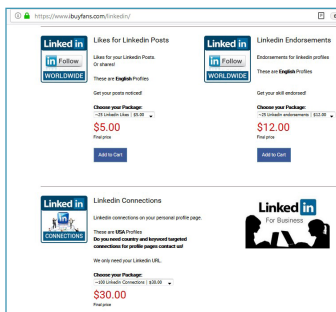 https://www.ibuyfans.com/linkedin/
Linked in
in Follow
WORLDWIDE
Likes for Linkedin Posts
Likes for your Linkedin Posts.
Or shares!
These are English Profiles
Get your posts noticed!
Choose your Package:
~25 Linkedin Likes | $5.00
$5.00
Final price
Add to Cart
Linked in
in Follow
WORLDWIDE
Linkedin Endorsements
Endorsements for linkedin profiles
These are English Profiles
Get your skill endorsed!
Choose your Package:
~25 Linkedin endorsements | $12.00
$12.00
Final price
Add to Cart
Linked in
in
CONNECTIONS
Linkedin Connections
Linkedin connections on your personal profile page
These are USA Profiles
Do you need country and keyword targeted
connections for profile pages contact us!
We only need your Linkedin URL.
Choose your Package:
~100 Linkedin Connections | $30.00
$30.00
Final price
Linked in
For Business